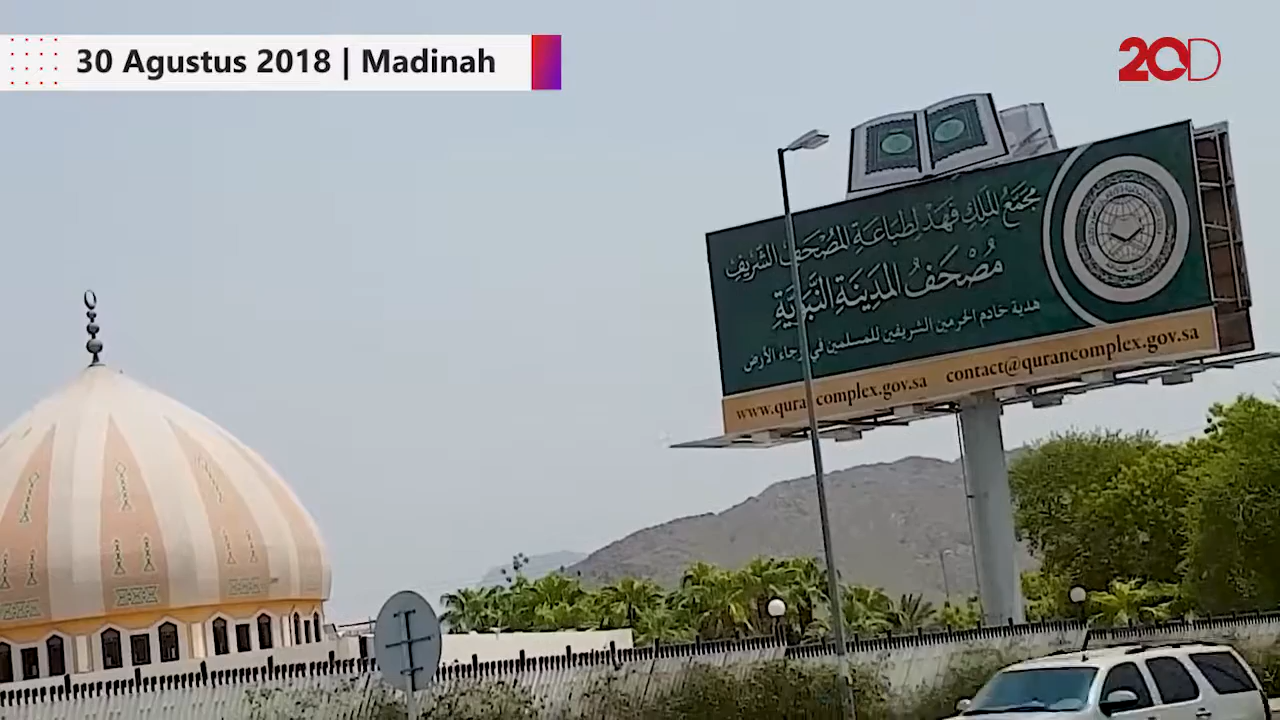 30 Agustus 2018 | Madinah
20D
مجمع الملك فهد لطباعة المصحف الشريف
مصحف المدينة النبوية
هدية خادم الحرمين الشريفين للمسلمين في أرجاء الأرض
www.qurancomplex.gov.sa contact@qurancomplex.gov.sa